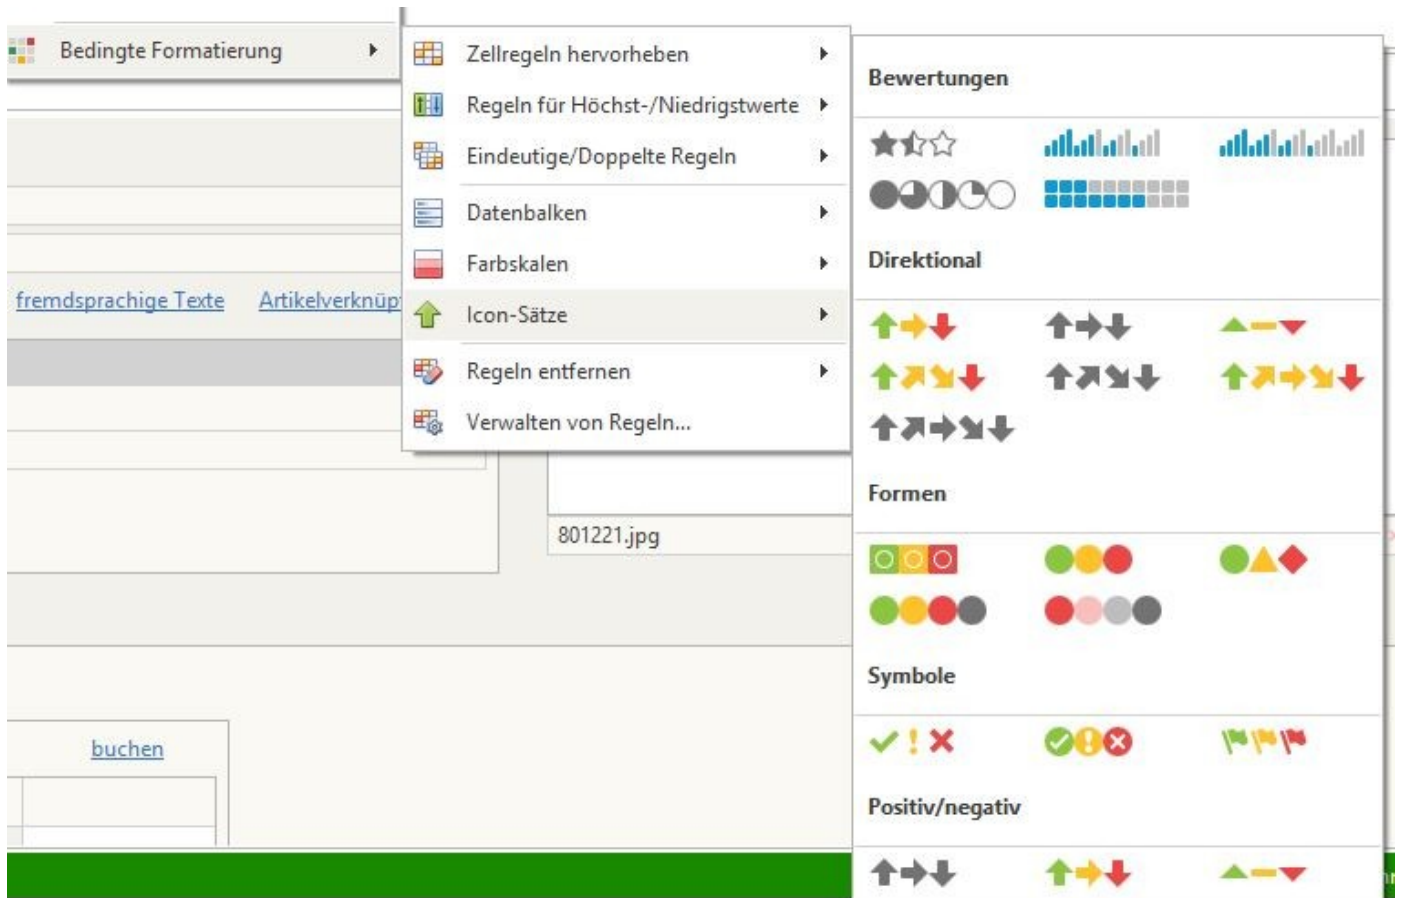 Bedingte Formatierung
Zellregeln hervorheben
Regeln für Höchst-/Niedrigstwerte
Eindeutige/Doppelte Regeln
Datenbalken
Farbskalen
Icon-Sätze
Regeln entfernen
Verwalten von Regeln...
Bewertungen
Direktional
Formen
Symbole
Positiv/negativ
fremdsprachige Texte
801221.jpg
buchen